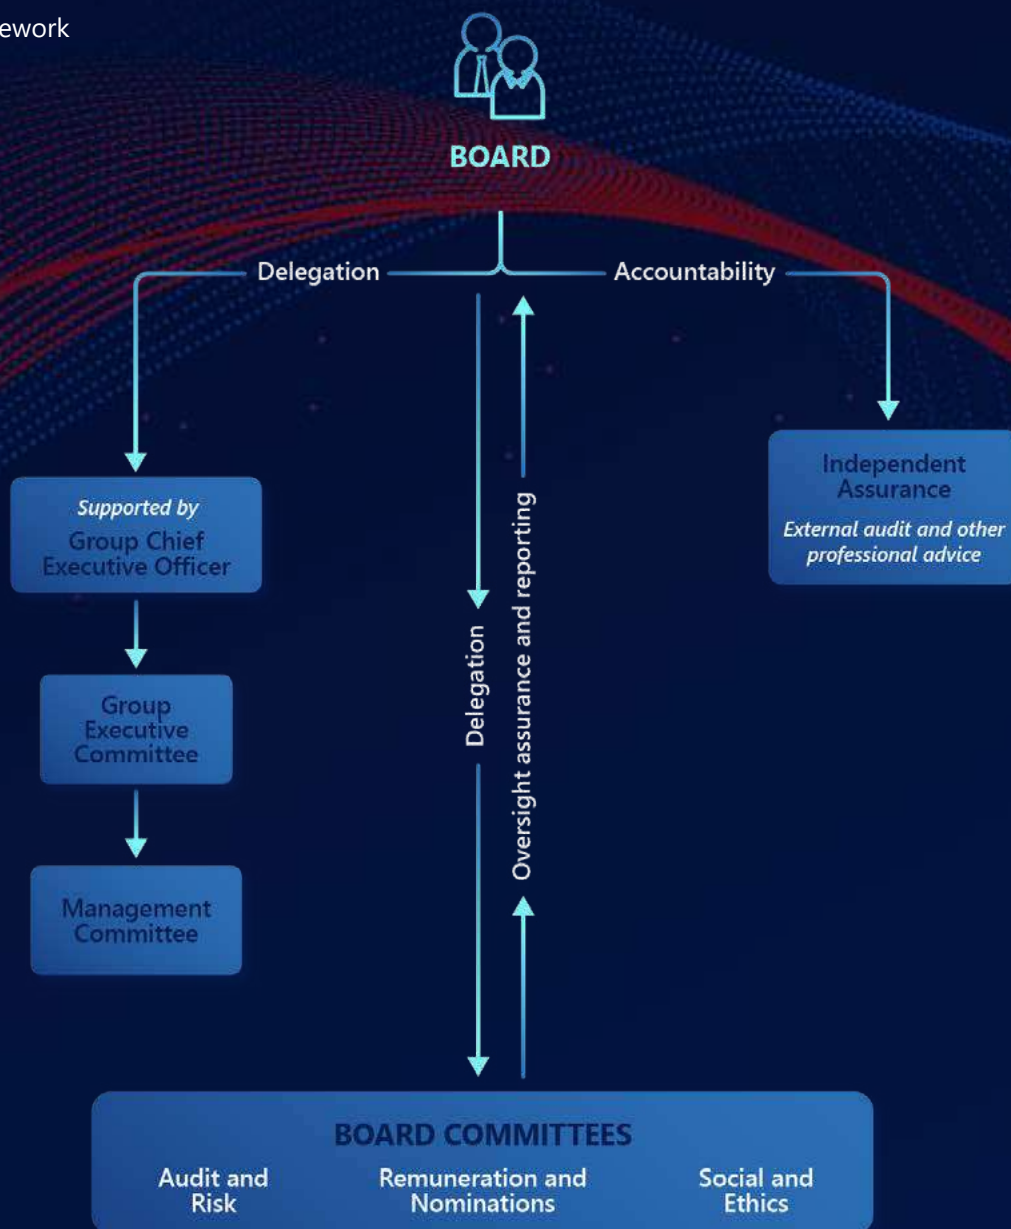 ework
BOARD
Delegation
Accountability
Supported by
Group Chief
Executive Officer
Independent
Assurance
External audit and other
professional advice
Group
Executive
Committee
Management
Committee
Delegation
Oversight assurance and reporting
BOARD COMMITTEES
Audit and
Risk
Remuneration and
Nominations
Social and
Ethics